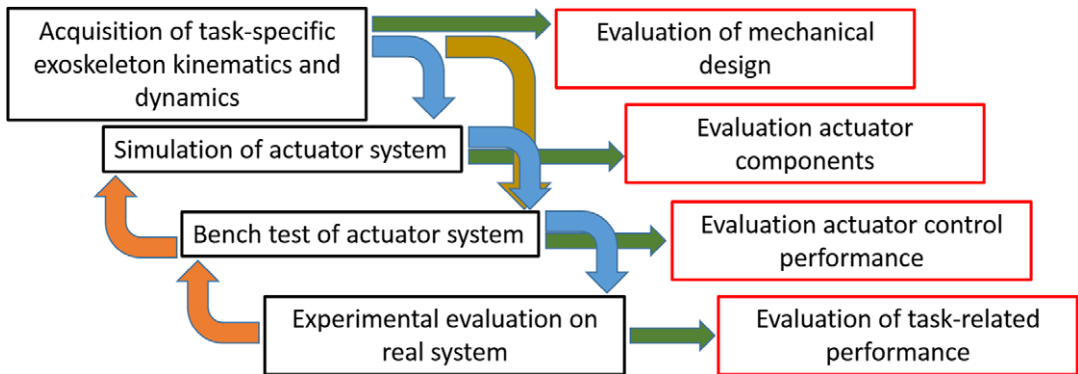 Acquisition of task-specific
exoskeleton kinematics and
dynamics
Evaluation of mechanical
design
Simulation of actuator system
Evaluation actuator
components
Bench test of actuator system
Evaluation actuator control
performance
Experimental evaluation on
real system
Evaluation of task-related
performance